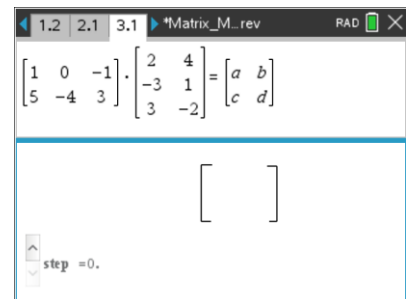 1.2 2.1 3.1 *Matrix_M...rev RAD
[1 0 -1; 5 -4 3] · [2 4; -3 1; 3 -2] = [a b; c d]
[ ]
step =0.